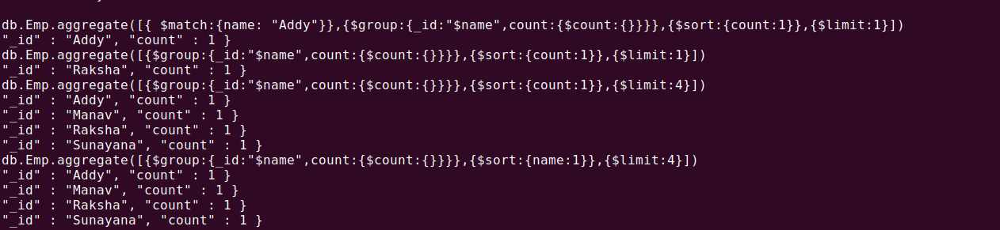 db.Emp.aggregate([{ $match:{name: "Addy"}},{$group:{_id:"$name",count:{$count:{}}}},{$sort:{count:1}},{$limit:1}])
"_id" : "Addy", "count" : 1 }
db.Emp.aggregate([{$group:{_id:"$name",count:{$count:{}}}},{$sort:{count:1}},{$limit:1}])
"_id" : "Raksha", "count" : 1 }
db.Emp.aggregate([{$group:{_id:"$name",count:{$count:{}}}},{$sort:{count:1}},{$limit:4}])
"_id" : "Addy", "count" : 1 }
"_id" : "Manav", "count" : 1 }
"_id" : "Raksha", "count" : 1 }
"_id" : "Sunayana", "count" : 1 }
db.Emp.aggregate([{$group:{_id:"$name",count:{$count:{}}}},{$sort:{name:1}},{$limit:4}])
"_id" : "Addy", "count" : 1 }
"_id" : "Manav", "count" : 1 }
"_id" : "Raksha", "count" : 1 }
"_id" : "Sunayana", "count" : 1 }